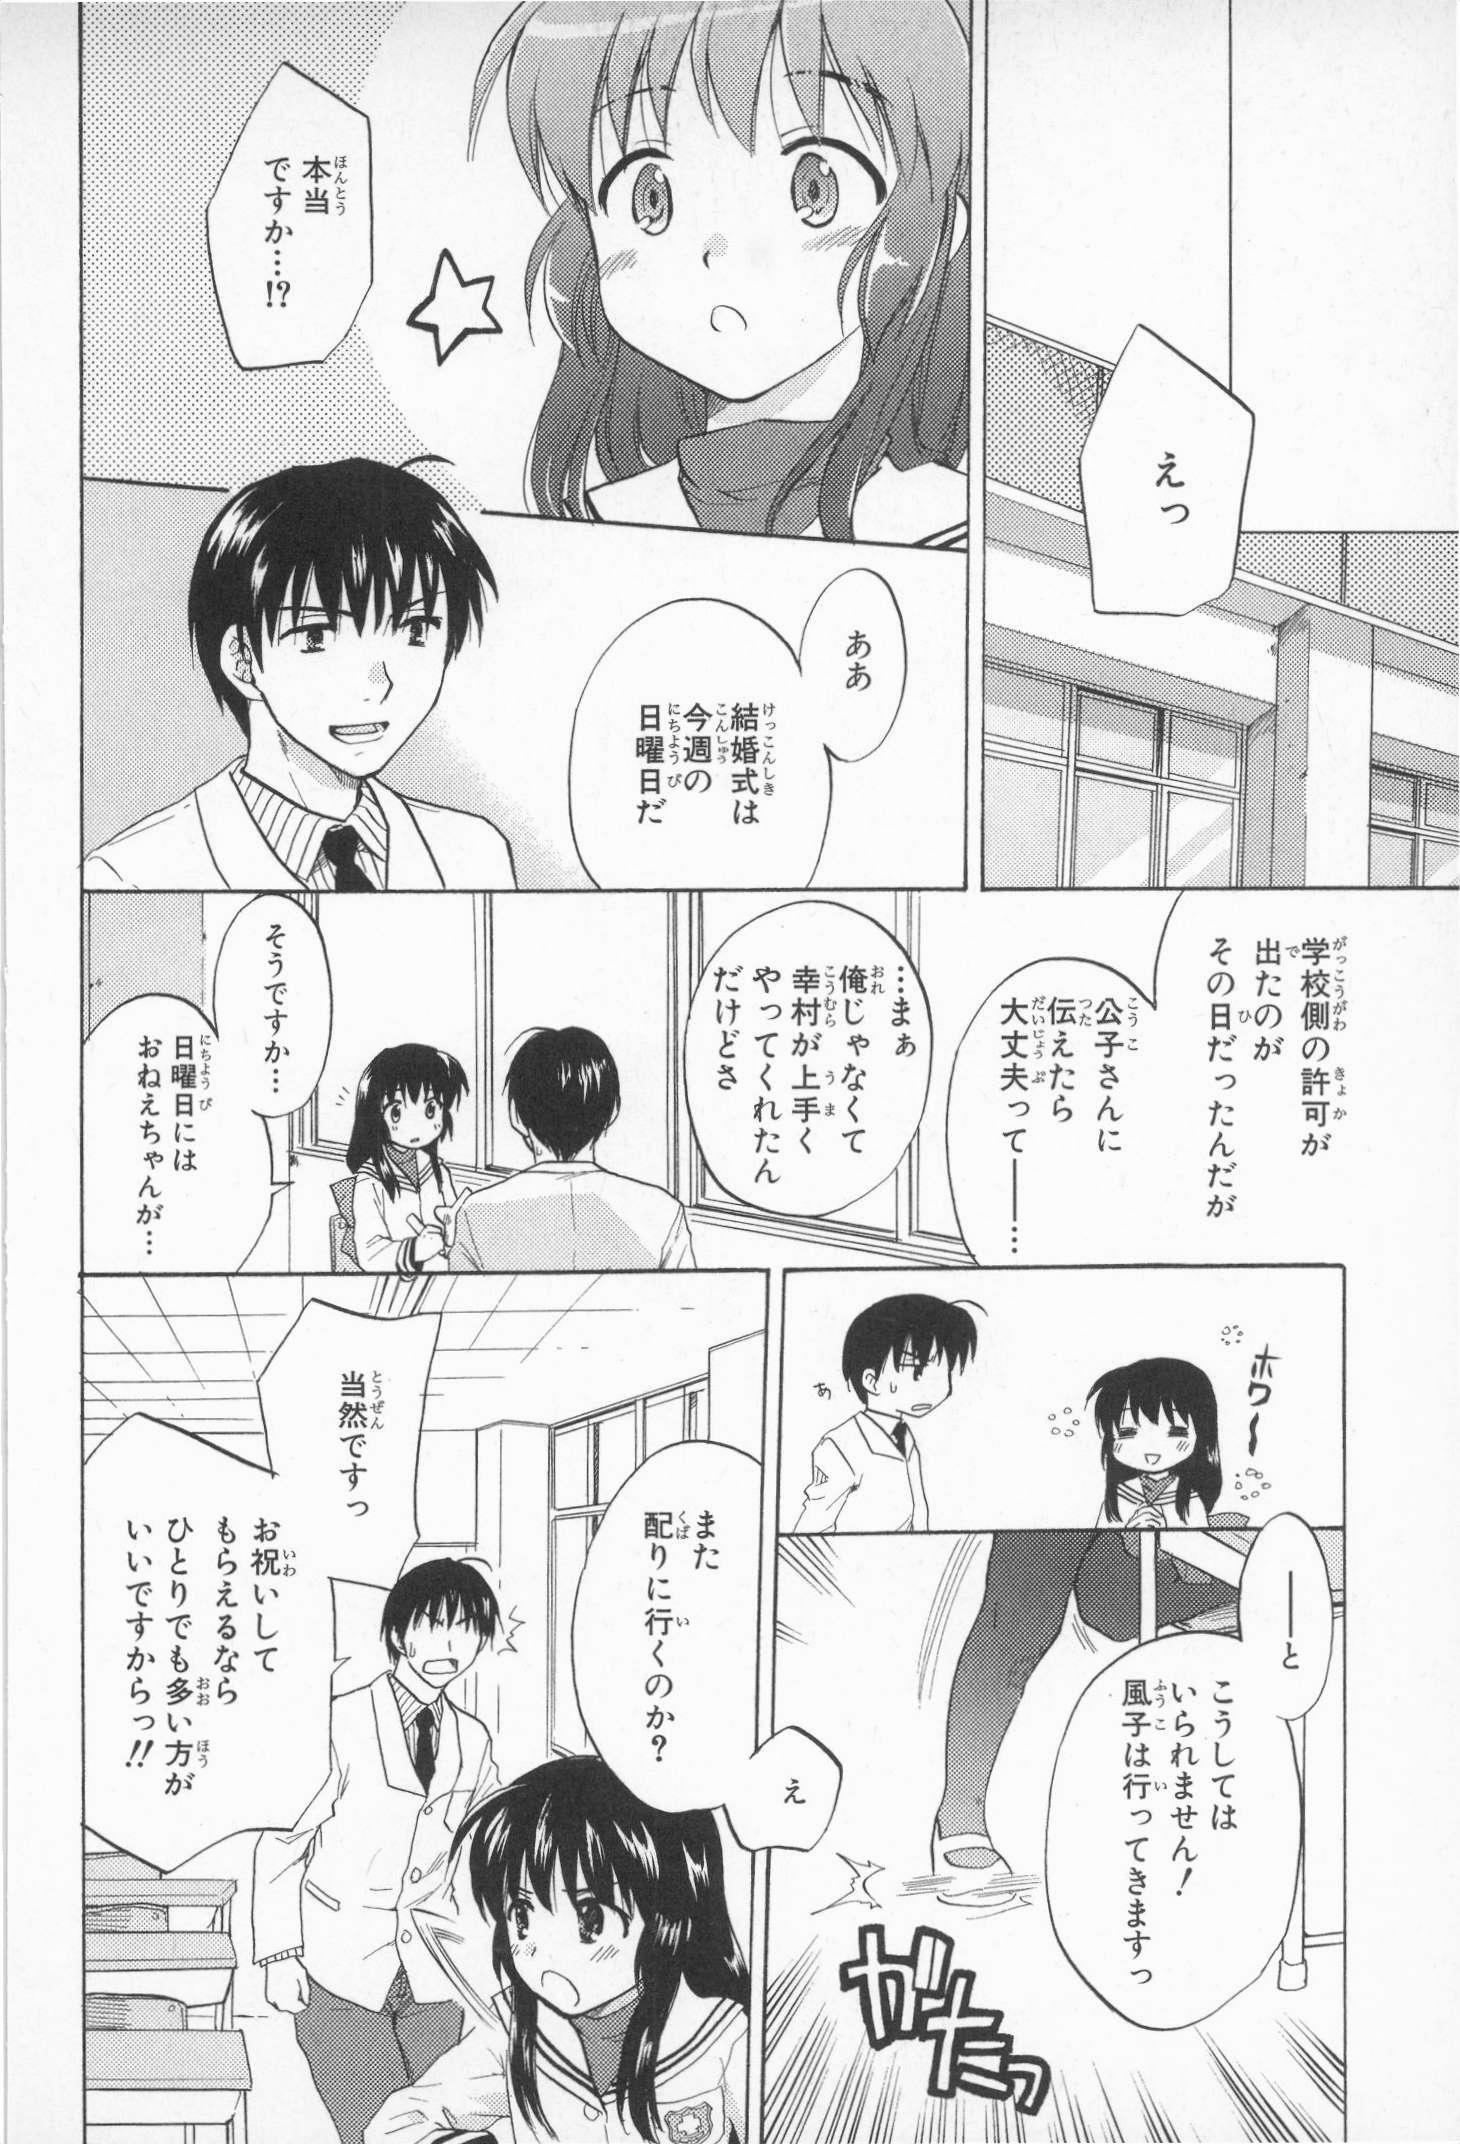 えっ
本当
ですか…!?
ああ
結婚式は
今週の
日曜日だ
学校側の許可が
出たのが
その日だったんだが
公子さんに
伝えたら
大丈夫って――…
…まぁ
俺じゃなくて
幸村が上手く
やってくれたん
だけどさ
そうですか…
日曜日には
おねえちゃんが…
ホワ〜
あ
――と
こうしては
いられません!
風子は行ってきますっ
ガタっ
え
また
配りに行くのか?
当然ですっ
お祝いして
もらえるなら
ひとりでも多い方が
いいですからっ!!